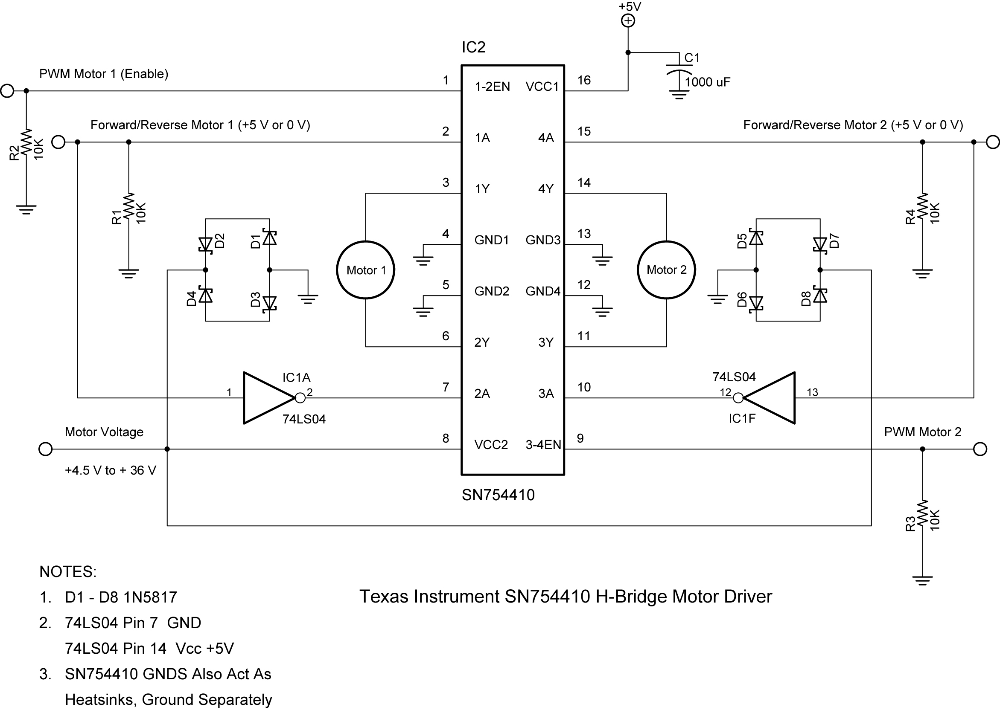 +5V
IC2
C1
1000 uF
PWM Motor 1 (Enable)
1
1-2EN
VCC1
16
R2
10K
Forward/Reverse Motor 1 (+5 V or 0 V)
2
1A
4A
15
Forward/Reverse Motor 2 (+5 V or 0 V)
3
1Y
4Y
14
R1
10K
R4
10K
D2
D1
4
GND1
GND3
13
D5
D7
Motor 1
Motor 2
D4
D3
5
GND2
GND4
12
D6
D8
6
2Y
3Y
11
1
IC1A
2
74LS04
7
2A
3A
10
74LS04
12
13
IC1F
Motor Voltage
+4.5 V to + 36 V
8
VCC2
3-4EN
9
PWM Motor 2
SN754410
R3
10K
NOTES:
1. D1 - D8 1N5817
2. 74LS04 Pin 7 GND
74LS04 Pin 14 Vcc +5V
3. SN754410 GNDS Also Act As
Heatsinks, Ground Separately
Texas Instrument SN754410 H-Bridge Motor Driver